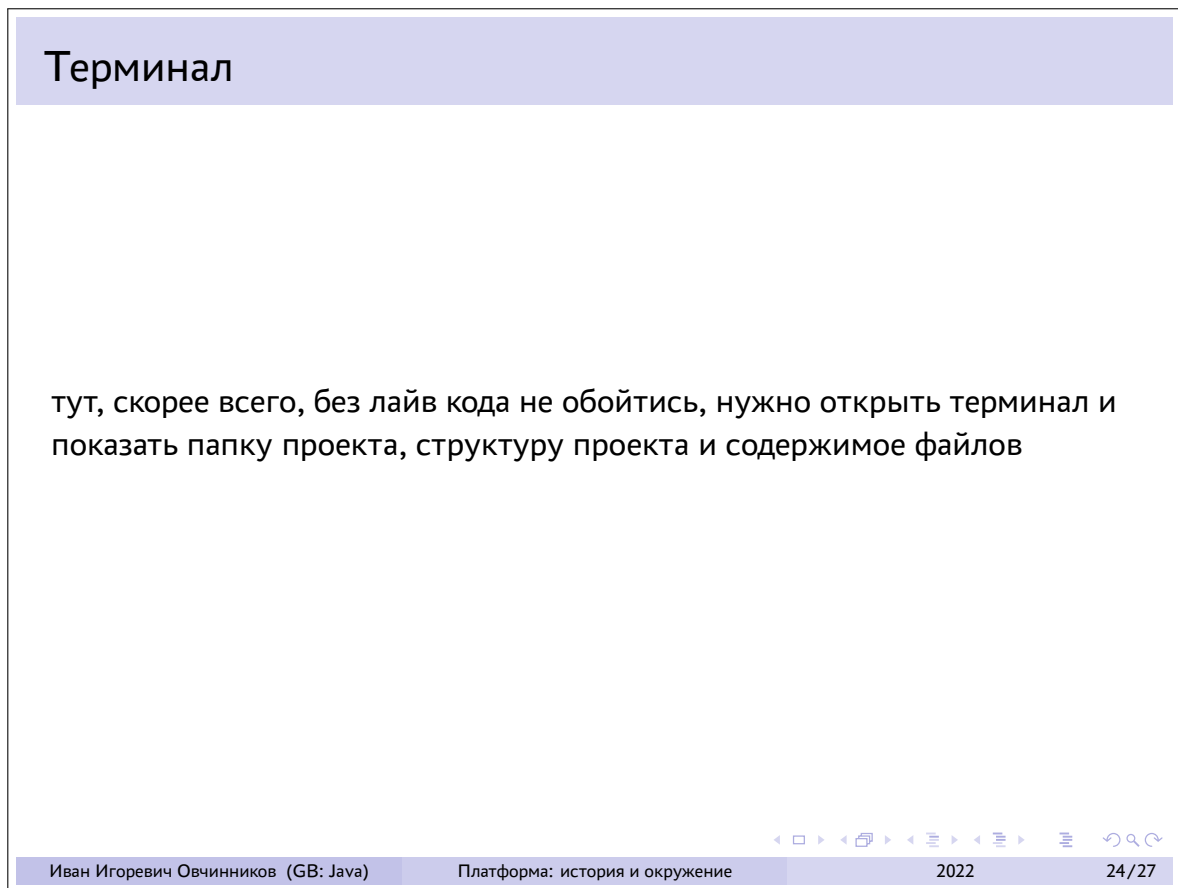 Терминал
тут, скорее всего, без лайв кода не обойтись, нужно открыть терминал и
показать папку проекта, структуру проекта и содержимое файлов
Иван Игоревич Овчинников (GB: Java) Платформа: история и окружение 2022 24/27